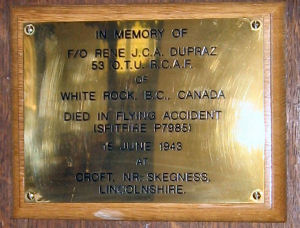 IN MEMORY OF
F/O RENE J.C.A. DUPRAZ
53 O.T.U. R.C.A.F.
OF
WHITE ROCK, B.C., CANADA
DIED IN FLYING ACCIDENT
(SPITFIRE P7985)
15 JUNE 1943
AT
CROFT, NR. SKEGNESS,
LINCOLNSHIRE.